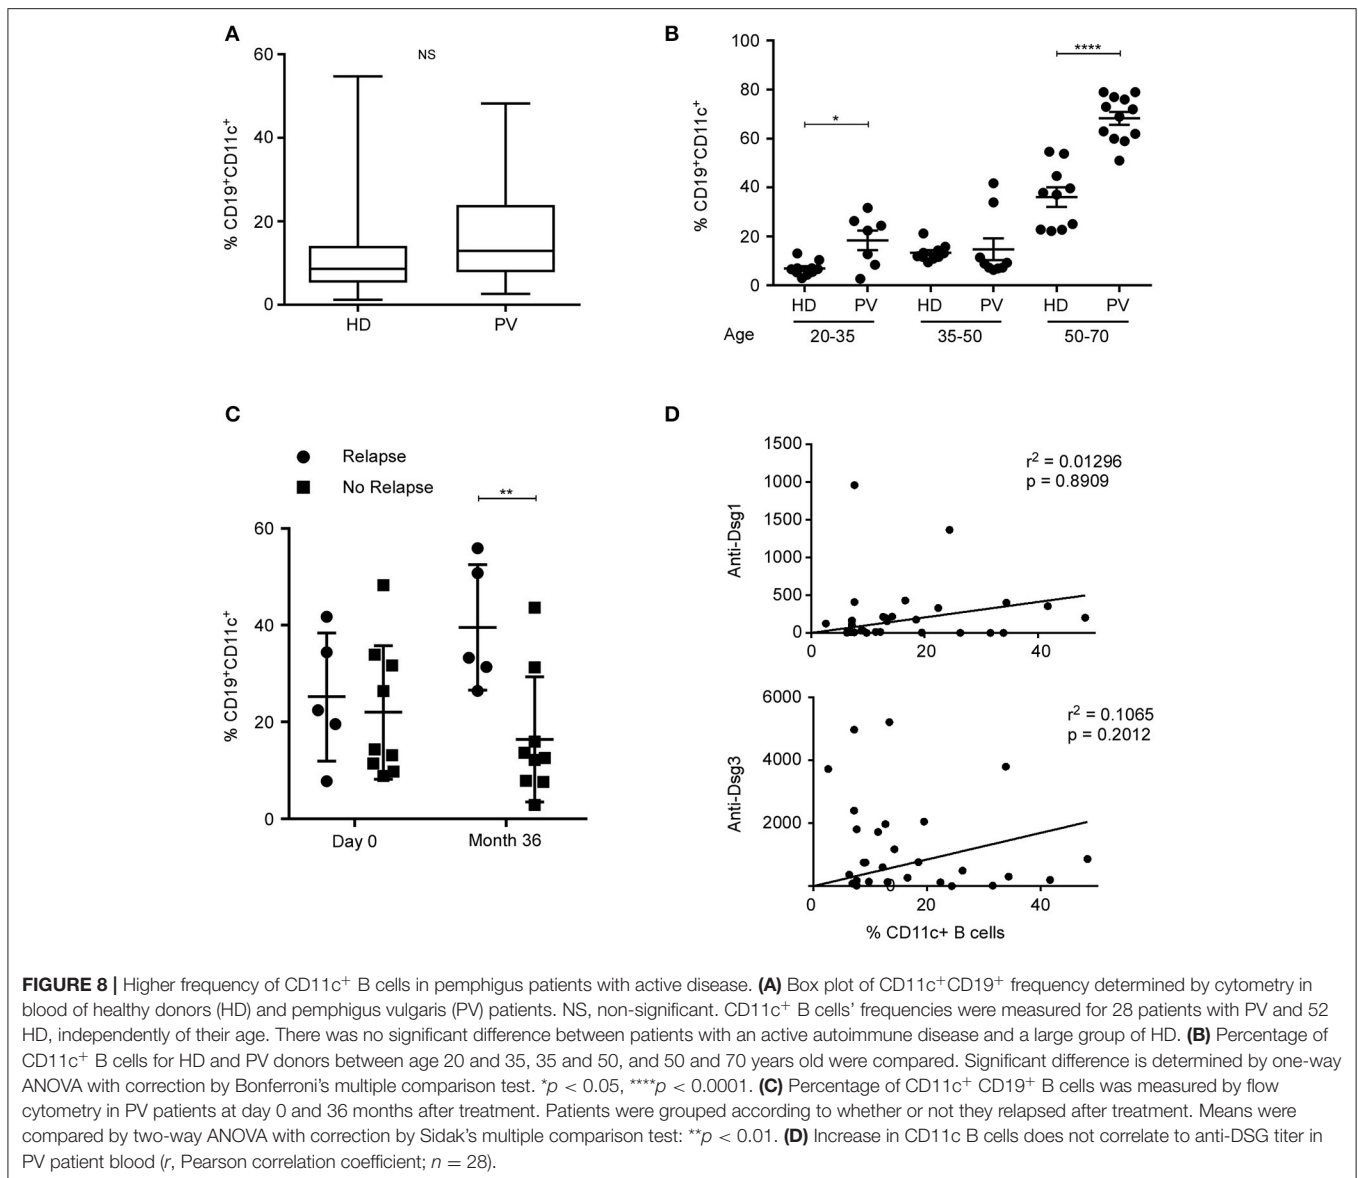 A
60
40
20
0
% CD19+CD11c+
NS
HD
PV
B
100
80
60
40
20
0
% CD19+CD11c+
*
****
HD
PV
HD
PV
HD
PV
Age
20-35
35-50
50-70
C
Relapse
No Relapse
**
60
40
20
0
% CD19+CD11c+
Day 0
Month 36
D
1500
1000
1500
1000
500
0
Anti-Dsg1
r2 = 0.01296
p = 0.8909
0
20
40
6000
4000
2000
0
Anti-Dsg3
r2 = 0.1065
p = 0.2012
0
0
20
40
% CD11c+ B cells
FIGURE 8 | Higher frequency of CD11c+ B cells in pemphigus patients with active disease. (A) Box plot of CD11c+CD19+ frequency determined by cytometry in
blood of healthy donors (HD) and pemphigus vulgaris (PV) patients. NS, non-significant. CD11c+ B cells' frequencies were measured for 28 patients with PV and 52
HD, independently of their age. There was no significant difference between patients with an active autoimmune disease and a large group of HD. (B) Percentage of
CD11c+ B cells for HD and PV donors between age 20 and 35, 35 and 50, and 50 and 70 years old were compared. Significant difference is determined by one-way
ANOVA with correction by Bonferroni's multiple comparison test. *p < 0.05, ****p < 0.0001. (C) Percentage of CD11c+ CD19+ B cells was measured by flow
cytometry in PV patients at day 0 and 36 months after treatment. Patients were grouped according to whether or not they relapsed after treatment. Means were
compared by two-way ANOVA with correction by Sidak's multiple comparison test: **p < 0.01. (D) Increase in CD11c B cells does not correlate to anti-DSG titer in
PV patient blood (r, Pearson correlation coefficient; n = 28).